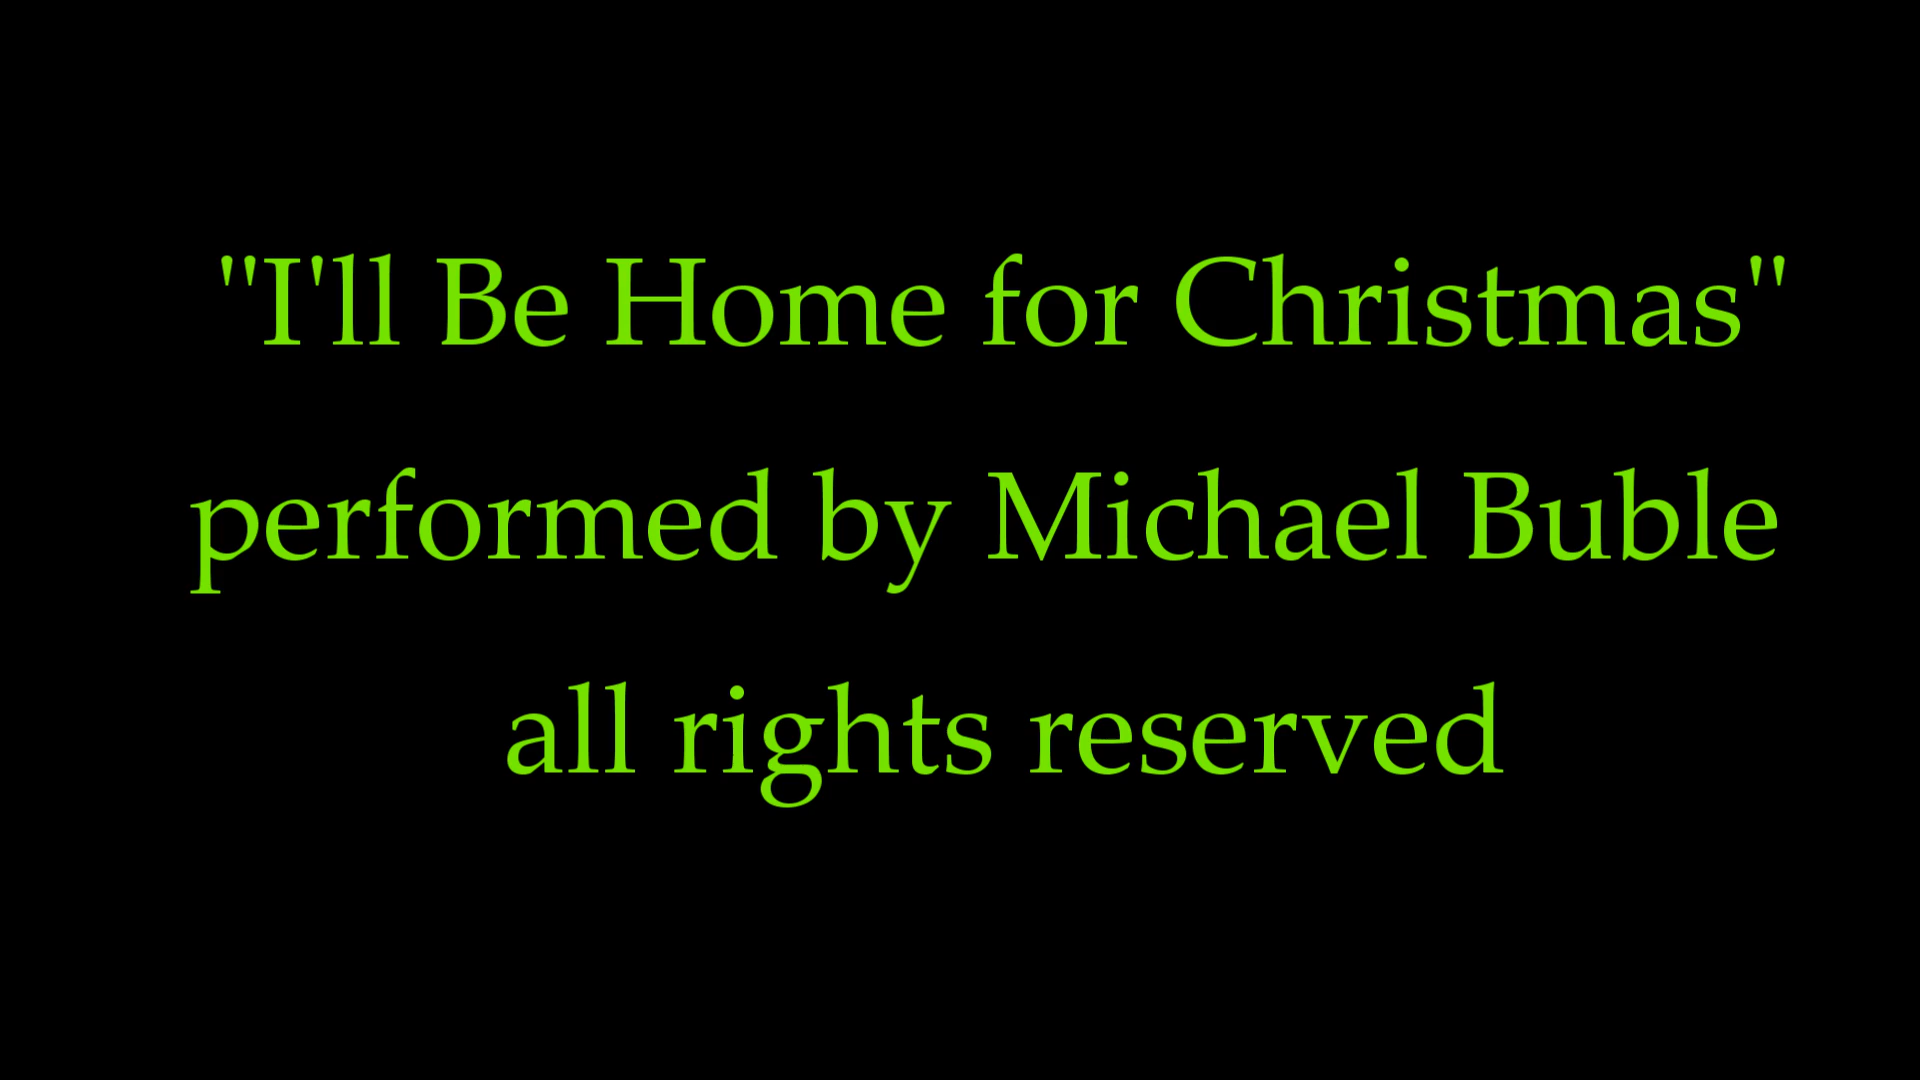 "I'll Be Home for Christmas"
performed by Michael Buble
all rights reserved